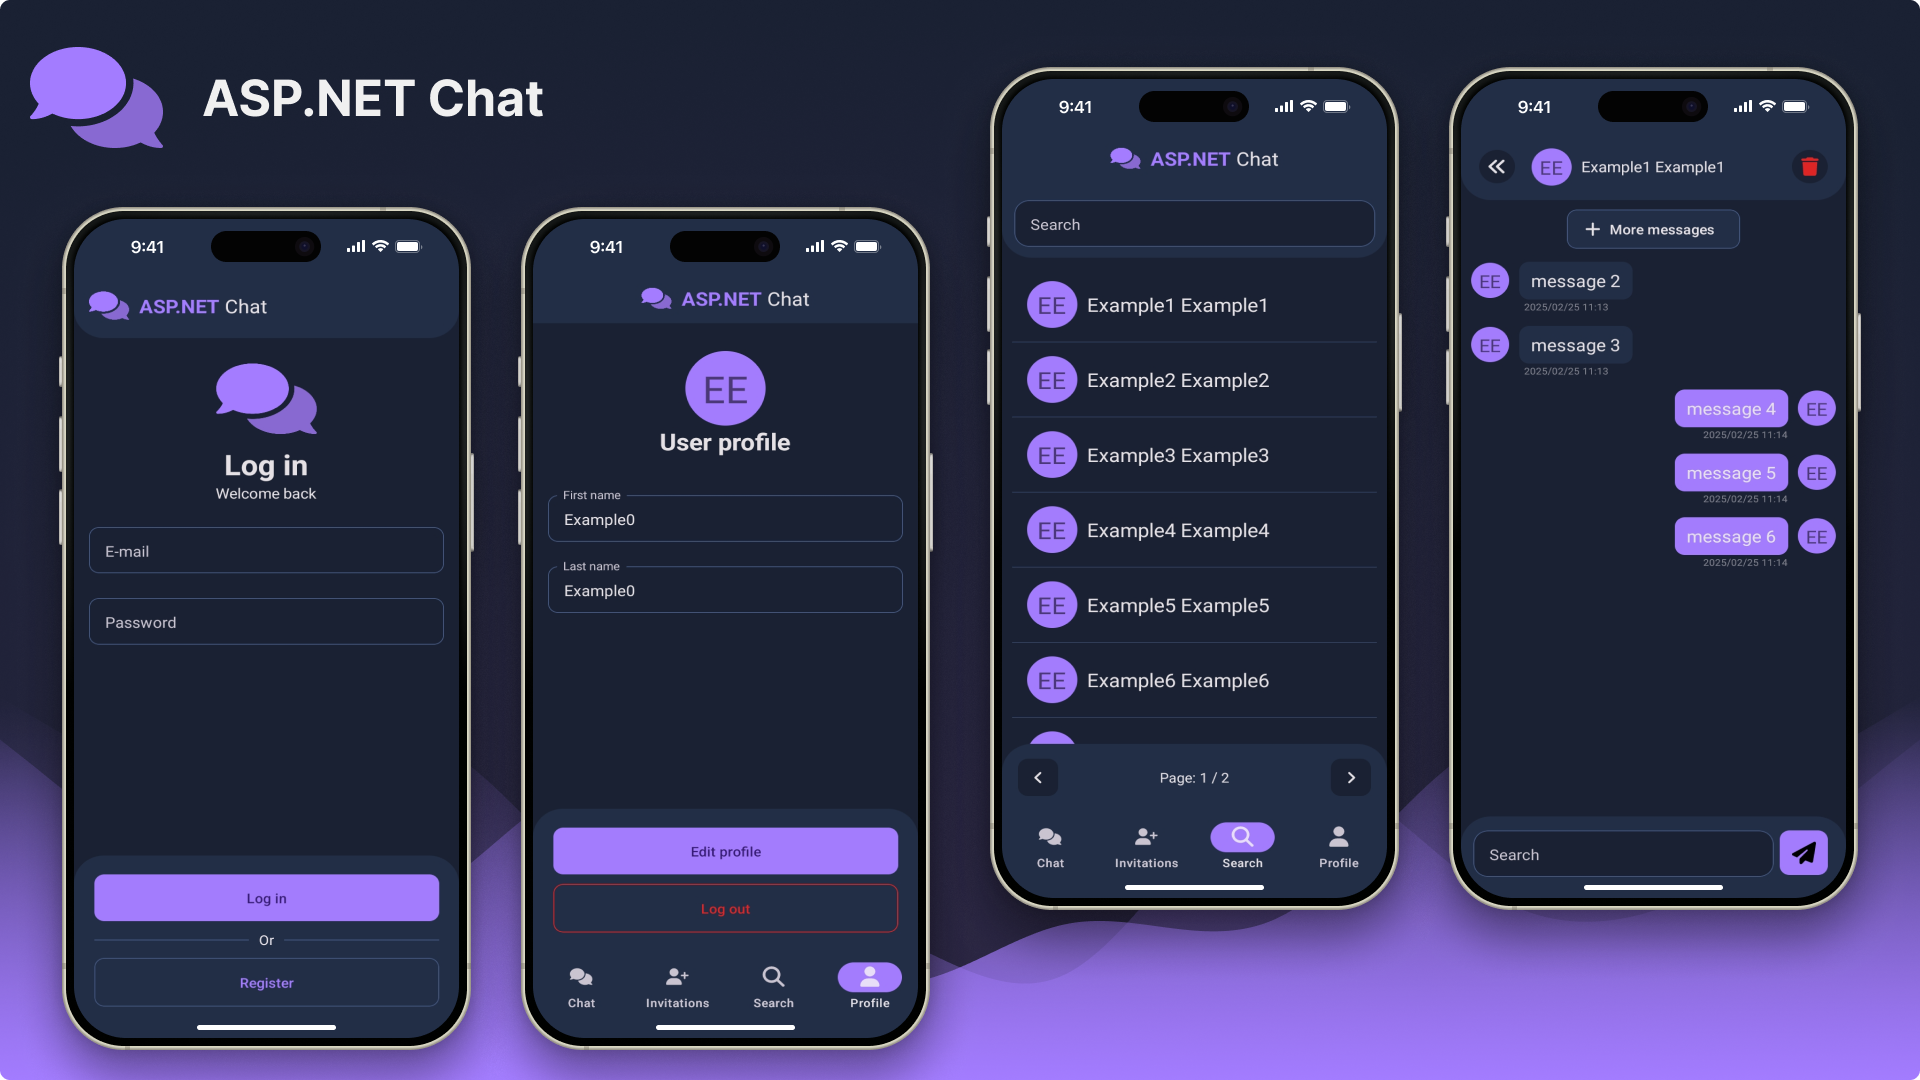 ASP.NET Chat
9:41
ASP.NET Chat
Log in
Welcome back
E-mail
Password
Log in
Or
Register
9:41
ASP.NET Chat
EE
User profile
First name
Example0
Last name
Example0
Edit profile
Log out
Chat Invitations Search Profile
9:41
ASP.NET Chat
Search
EE Example1 Example1
EE Example2 Example2
EE Example3 Example3
EE Example4 Example4
EE Example5 Example5
EE Example6 Example6
Page: 1 / 2
Chat Invitations Search Profile
9:41
EE Example1 Example1
More messages
EE message 2
2025/02/25 11:13
EE message 3
2025/02/25 11:13
message 4 EE
2025/02/25 11:14
message 5 EE
2025/02/25 11:14
message 6 EE
2025/02/25 11:14
Search